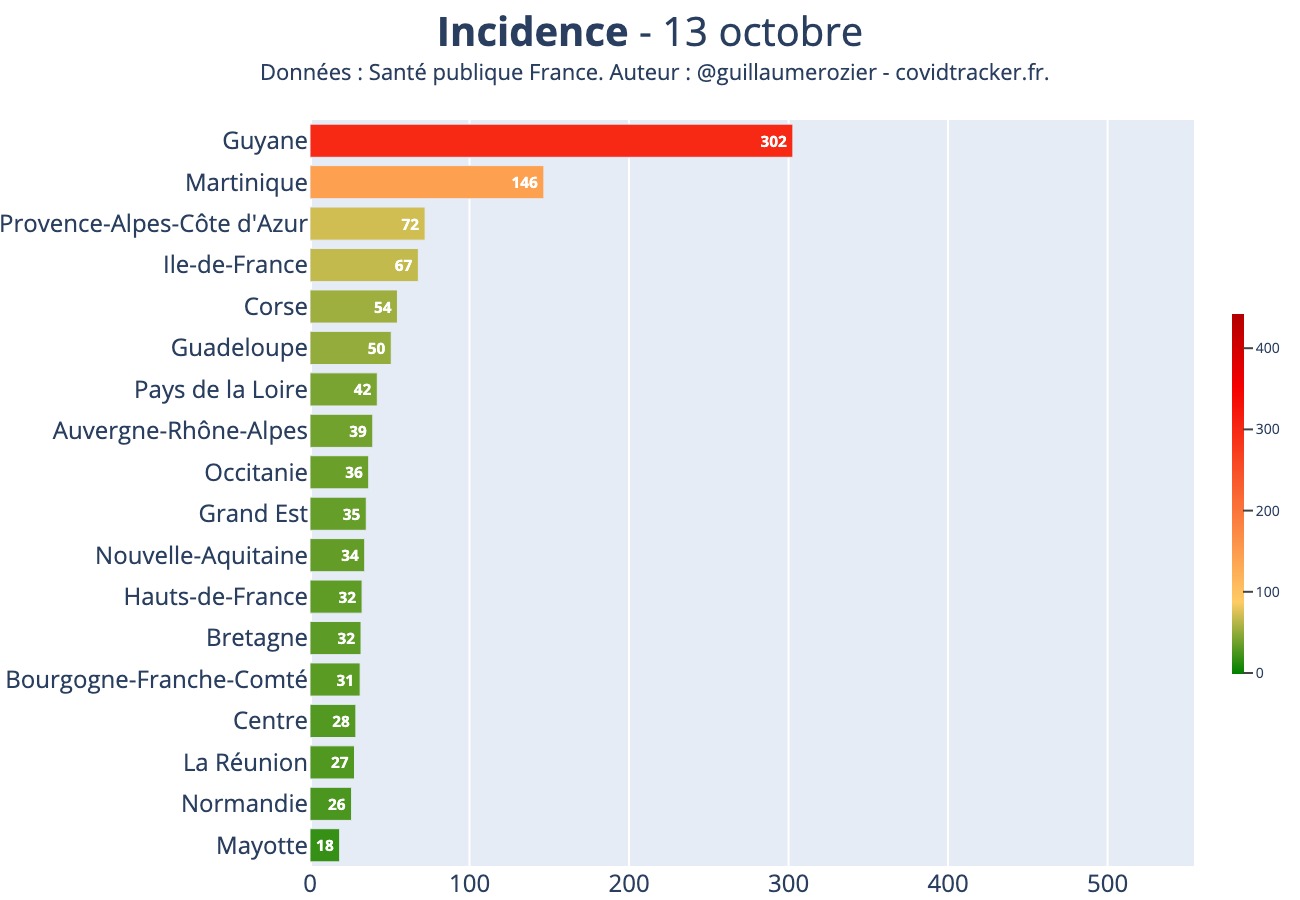 Incidence - 13 octobre
Données : Santé publique France. Auteur : @guillaumerozier - covidtracker.fr.
Guyane 302
Martinique 146
Provence-Alpes-Côte d'Azur 72
Ile-de-France 67
Corse 54
Guadeloupe 50
Pays de la Loire 42
Auvergne-Rhône-Alpes 39
Occitanie 36
Grand Est 35
Nouvelle-Aquitaine 34
Hauts-de-France 32
Bretagne 32
Bourgogne-Franche-Comté 31
Centre 28
La Réunion 27
Normandie 26
Mayotte 18
0 100 200 300 400 500
400
300
200
100
0